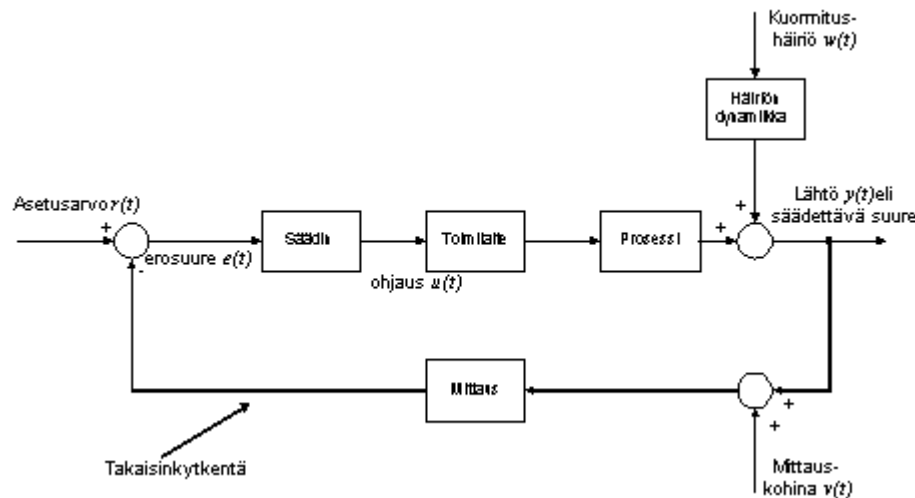 Kuormitus-
häiriö w(t)
Häiriön
dynamiikka
Asetusarvo r(t)
+
+
+
Lähtö y(t) eli
säädettävä suure
Säädin
Toimilaite
Prosessi
-
erosuure e(t)
ohjaus u(t)
Mittaus
+
+
Takaisinkytkentä
Mittaus-
kohina v(t)